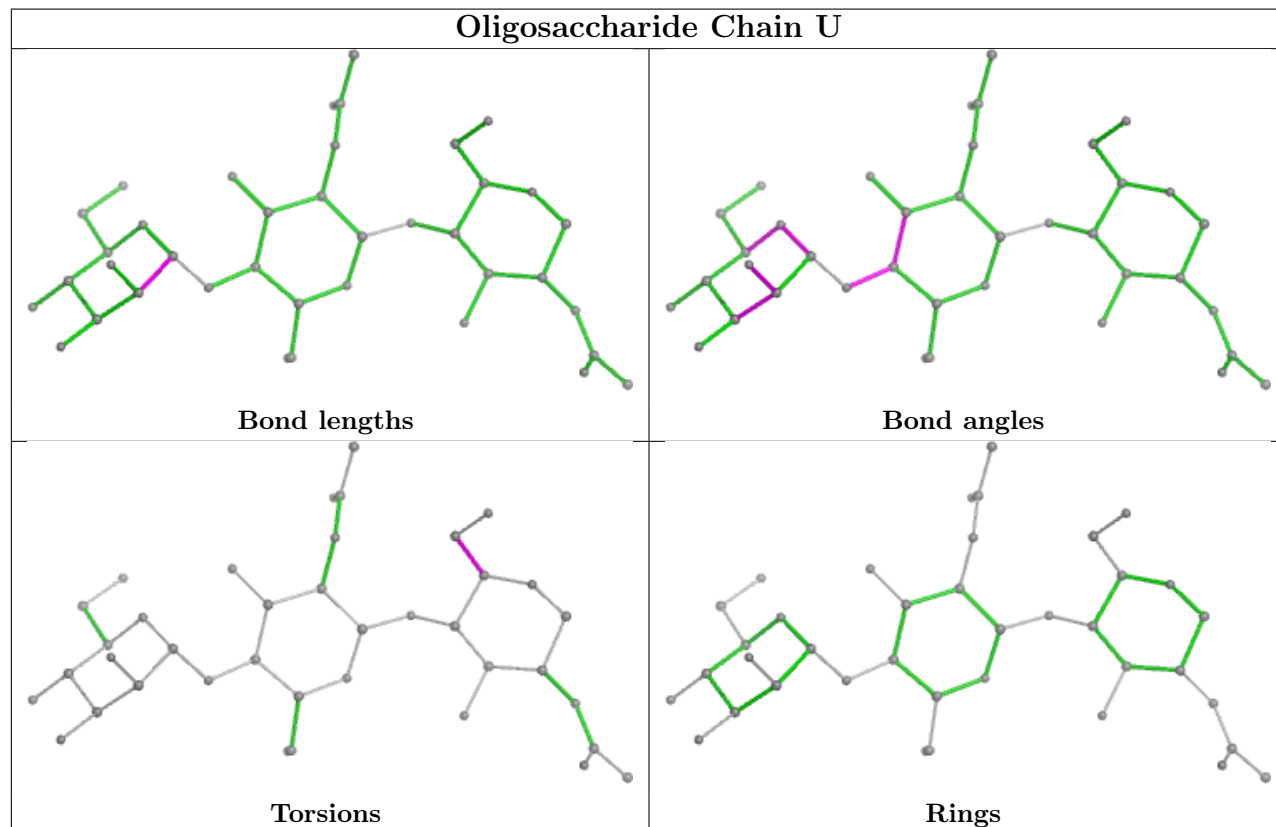 Oligosaccharide Chain U
Bond lengths
Bond angles
Torsions
Rings